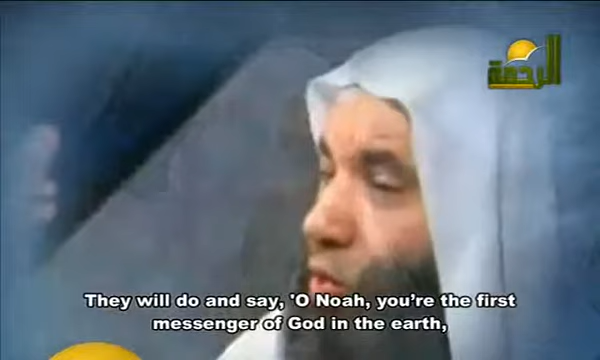 الرحمة
They will do and say, 'O Noah, you're the first
messenger of God in the earth,